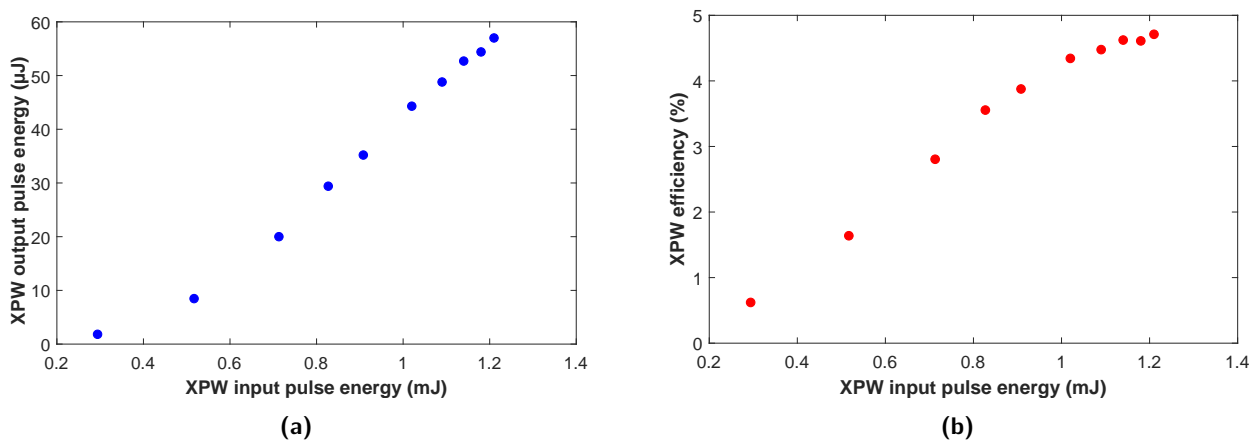 60
50
40
30
20
10
0
XPW output pulse energy (µJ)
0.2 0.4 0.6 0.8 1 1.2 1.4
XPW input pulse energy (mJ)
(a)
5
4
3
2
1
0
XPW efficiency (%)
0.2 0.4 0.6 0.8 1 1.2 1.4
XPW input pulse energy (mJ)
(b)